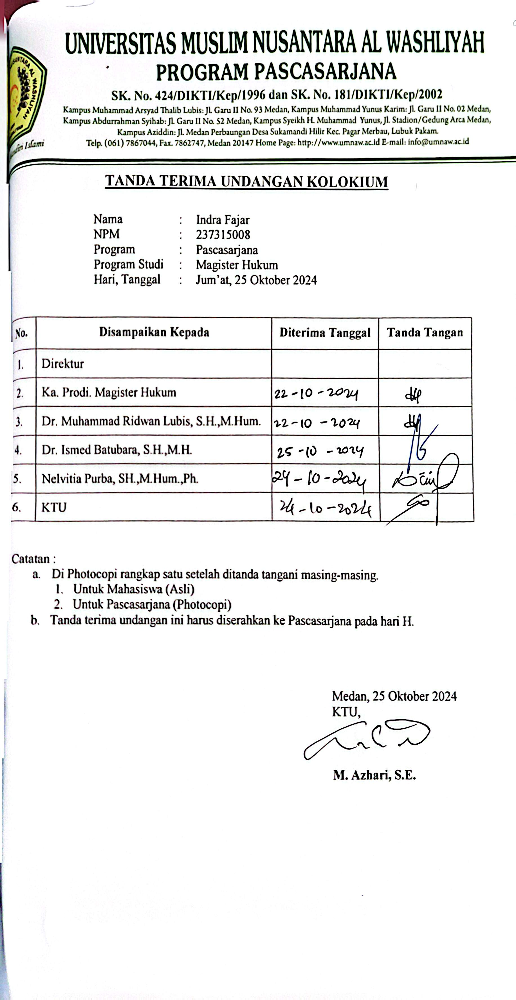 UNIVERSITAS MUSLIM NUSANTARA AL WASHLIYAH
PROGRAM PASCASARJANA
SK. No. 424/DIKTI/Kep/1996 dan SK. No. 181/DIKTI/Kep/2002
Kampus Muhammad Arsyad Thalib Lubis: Jl. Garu II No. 93 Medan, Kampus Muhammad Yunus Karim: Jl. Garu II No. 02 Medan,
Kampus Abdurrahman Syihab: Jl. Garu II No. 52 Medan, Kampus Syeikh H. Muhammad Yunus, Jl. Stadion/Gedung Arca Medan,
Kampus Aziddin: Jl. Medan Perbaungan Desa Sukamandi Hilir Kec. Pagar Merbau, Lubuk Pakam.
Telp. (061) 7867044, Fax. 7862747, Medan 20147 Home Page: http://www.umnaw.ac.id E-mail: info@umnaw.ac.id
AL WASHLIYAH
Islami
TANDA TERIMA UNDANGAN KOLOKIUM
Nama : Indra Fajar
NPM : 237315008
Program : Pascasarjana
Program Studi : Magister Hukum
Hari, Tanggal : Jum'at, 25 Oktober 2024
No. Disampaikan Kepada Diterima Tanggal Tanda Tangan
1. Direktur
2. Ka. Prodi. Magister Hukum 22-10-2024
3. Dr. Muhammad Ridwan Lubis, S.H.,M.Hum. 22-10-2024
4. Dr. Ismed Batubara, S.H.,M.H. 25-10-2024
5. Nelvitia Purba, SH.,M.Hum.,Ph. 24-10-2024
6. KTU 24-10-2024
Catatan :
a. Di Photocopi rangkap satu setelah ditanda tangani masing-masing.
1. Untuk Mahasiswa (Asli)
2. Untuk Pascasarjana (Photocopi)
b. Tanda terima undangan ini harus diserahkan ke Pascasarjana pada hari H.
Medan, 25 Oktober 2024
KTU,
M. Azhari, S.E.